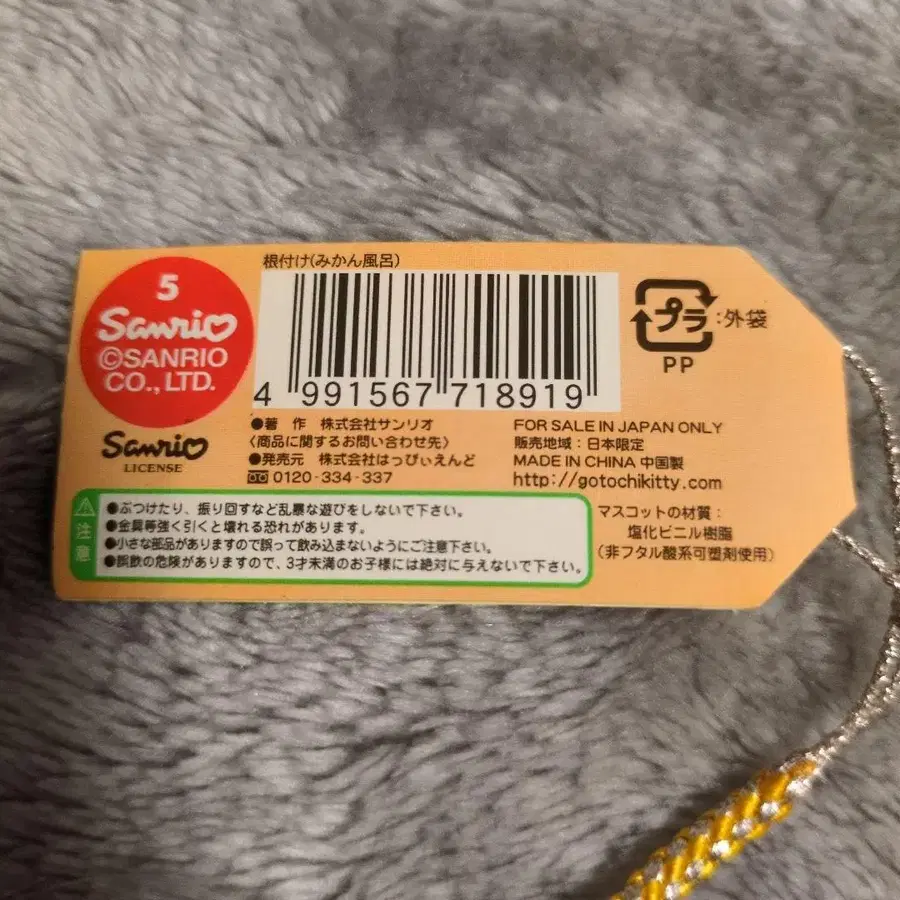 5
Sanrio
©SANRIO
CO., LTD.
Sanrio
LICENSE
根付け(みかん風呂)
4 991567 718919
プラ:外袋
PP
●著 作 株式会社サンリオ
〈商品に関するお問い合わせ先〉
●発売元 株式会社はっぴぃえんど
0120-334-337
FOR SALE IN JAPAN ONLY
販売地域:日本限定
MADE IN CHINA 中国製
http://gotochikitty.com
注意
●ぶつけたり、振り回すなど乱暴な遊びをしないで下さい。
●金具等強く引くと壊れる恐れがあります。
●小さな部品がありますので誤って飲み込まないようにご注意下さい。
●誤飲の危険がありますので、3才未満のお子様には絶対に与えないで下さい。
マスコットの材質:
塩化ビニル樹脂
(非フタル酸系可塑剤使用)